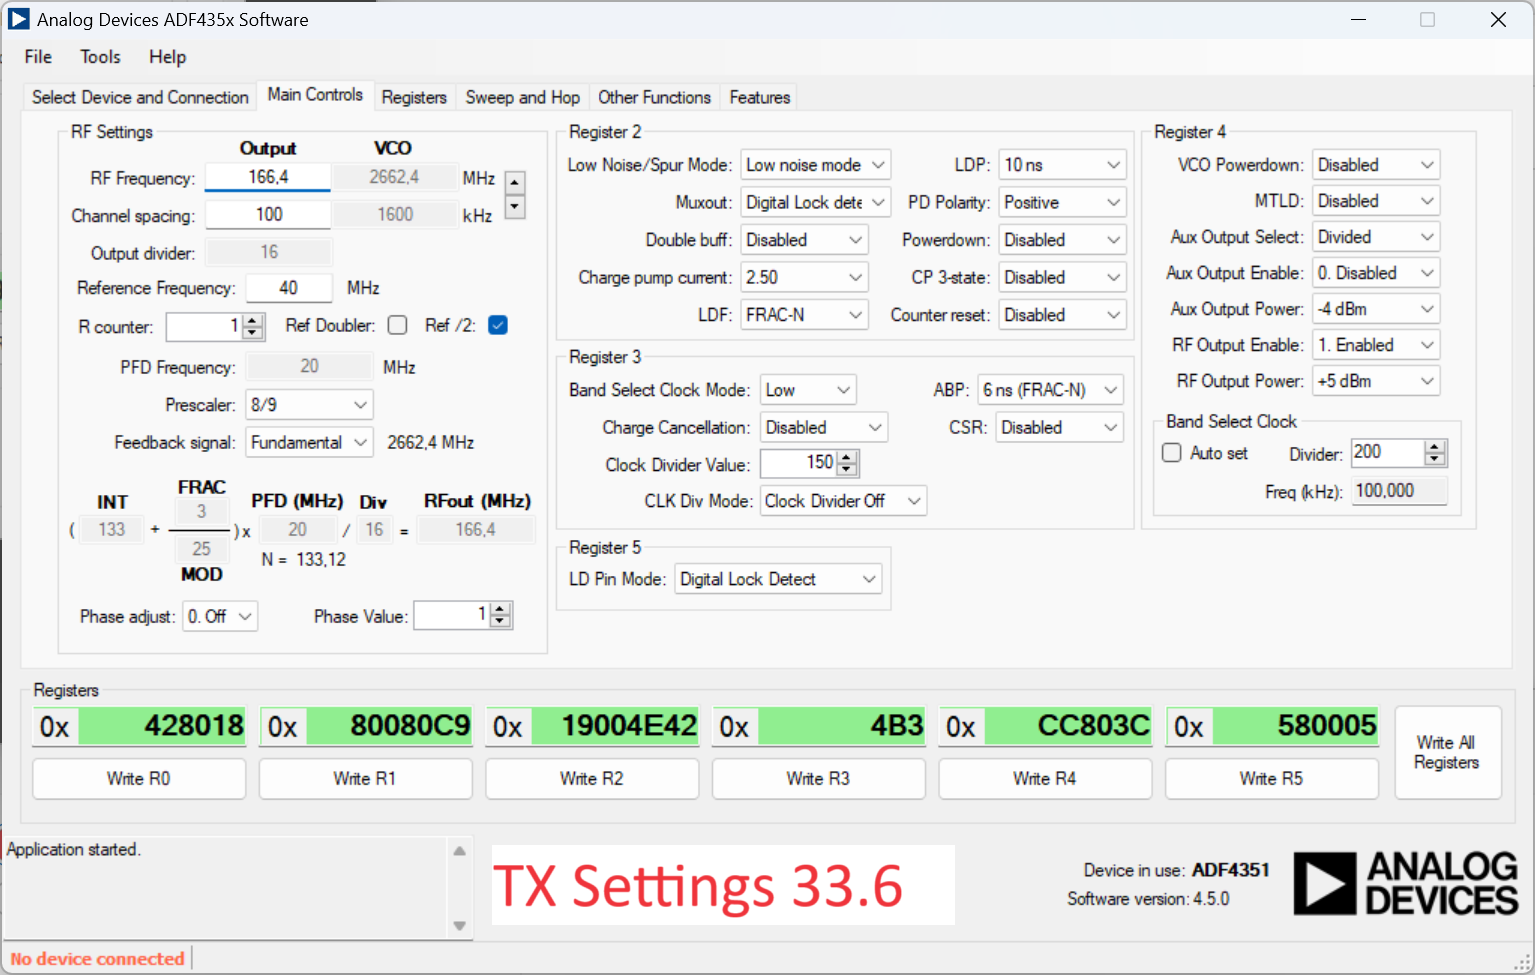 Analog Devices ADF435x Software
File Tools Help
Select Device and Connection Main Controls Registers Sweep and Hop Other Functions Features
RF Settings
Output VCO
RF Frequency: 166,4 2662,4 MHz
Channel spacing: 100 1600 kHz
Output divider: 16
Reference Frequency: 40 MHz
R counter: 1 Ref Doubler: Ref /2:
PFD Frequency: 20 MHz
Prescaler: 8/9
Feedback signal: Fundamental 2662,4 MHz
INT FRAC PFD (MHz) Div RFout (MHz)
( 133 + 3 / 25 ) x 20 / 16 = 166,4
MOD N = 133,12
Phase adjust: 0. Off Phase Value: 1
Register 2
Low Noise/Spur Mode: Low noise mode LDP: 10 ns
Muxout: Digital Lock dete PD Polarity: Positive
Double buff: Disabled Powerdown: Disabled
Charge pump current: 2.50 CP 3-state: Disabled
LDF: FRAC-N Counter reset: Disabled
Register 3
Band Select Clock Mode: Low ABP: 6 ns (FRAC-N)
Charge Cancellation: Disabled CSR: Disabled
Clock Divider Value: 150
CLK Div Mode: Clock Divider Off
Register 5
LD Pin Mode: Digital Lock Detect
Register 4
VCO Powerdown: Disabled
MTLD: Disabled
Aux Output Select: Divided
Aux Output Enable: 0. Disabled
Aux Output Power: -4 dBm
RF Output Enable: 1. Enabled
RF Output Power: +5 dBm
Band Select Clock
Auto set Divider: 200
Freq (kHz): 100,000
Registers
0x 428018 0x 80080C9 0x 19004E42 0x 4B3 0x CC803C 0x 580005
Write R0 Write R1 Write R2 Write R3 Write R4 Write R5 Write All Registers
Application started.
TX Settings 33.6
Device in use: ADF4351
Software version: 4.5.0
ANALOG
DEVICES
No device connected